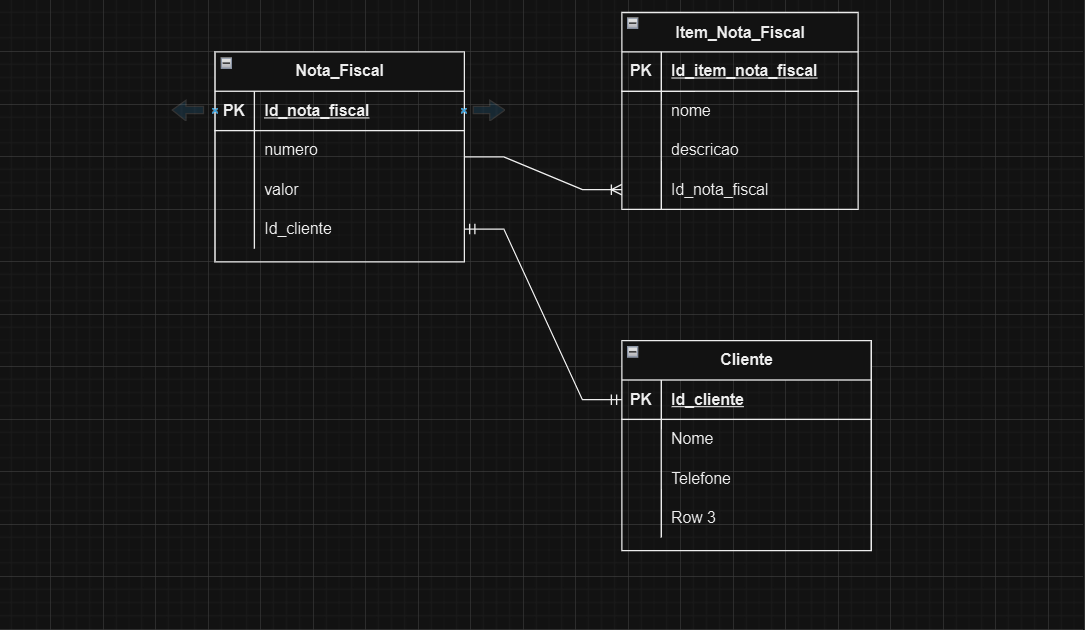 Nota_Fiscal
PK Id_nota_fiscal
numero
valor
Id_cliente
Item_Nota_Fiscal
PK Id_item_nota_fiscal
nome
descricao
Id_nota_fiscal
Cliente
PK Id_cliente
Nome
Telefone
Row 3